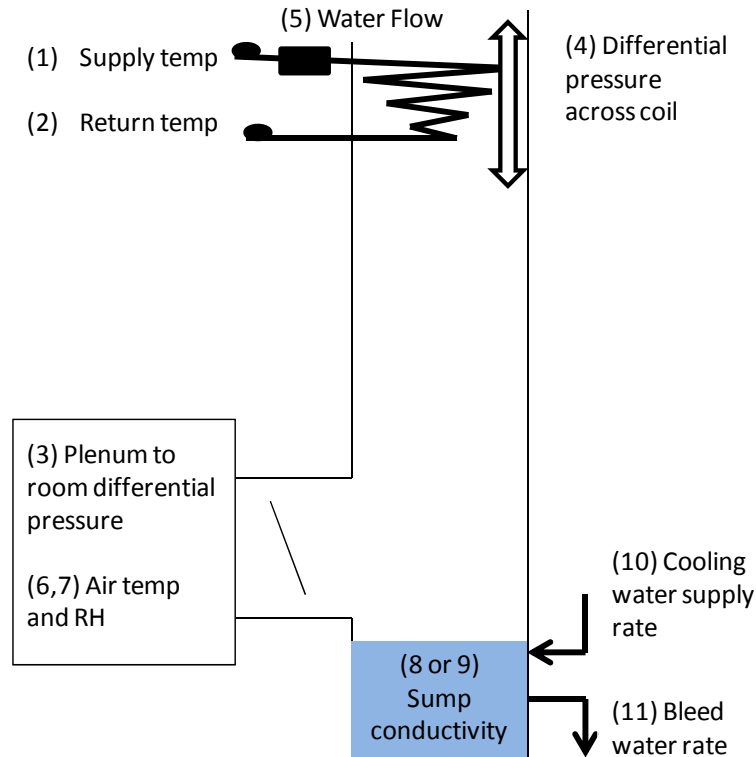 (5) Water Flow
(1) Supply temp
(2) Return temp
(4) Differential
pressure
across coil
(3) Plenum to
room differential
pressure
(6,7) Air temp
and RH
(8 or 9)
Sump
conductivity
(10) Cooling
water supply
rate
(11) Bleed
water rate